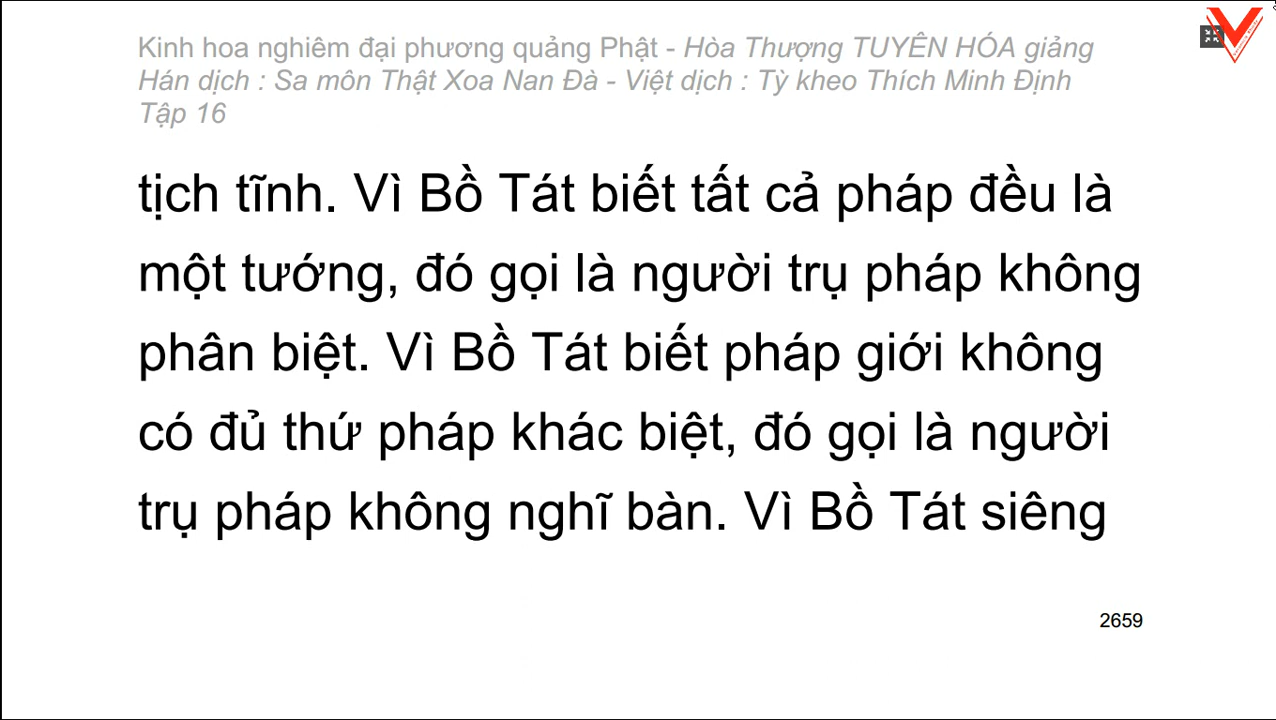 Kinh hoa nghiêm đại phương quảng Phật - Hòa Thượng TUYÊN HÓA giảng
Hán dịch : Sa môn Thật Xoa Nan Đà - Việt dịch : Tỳ kheo Thích Minh Định
Tập 16
tịch tĩnh. Vì Bồ Tát biết tất cả pháp đều là
một tướng, đó gọi là người trụ pháp không
phân biệt. Vì Bồ Tát biết pháp giới không
có đủ thứ pháp khác biệt, đó gọi là người
trụ pháp không nghĩ bàn. Vì Bồ Tát siêng
2659